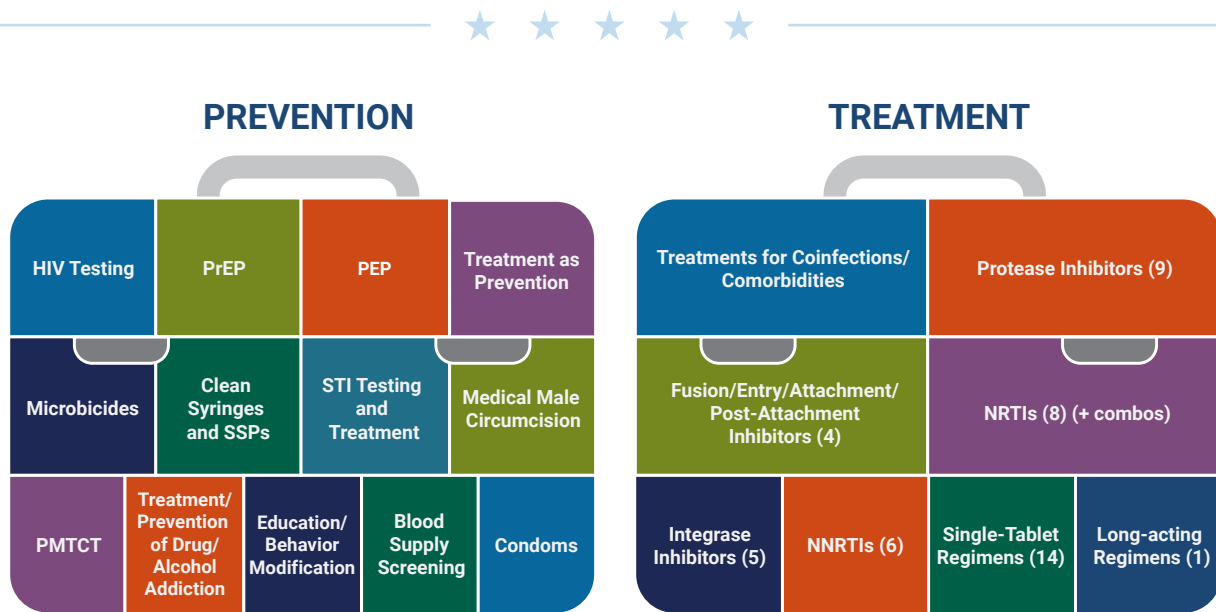 PREVENTION
HIV Testing
PrEP
PEP
Treatment as
Prevention
Microbicides
Clean
Syringes
and SSPs
STI Testing
and
Treatment
Medical Male
Circumcision
PMTCT
Treatment/
Prevention
of Drug/
Alcohol
Addiction
Education/
Behavior
Modification
Blood
Supply
Screening
Condoms
TREATMENT
Treatments for Coinfections/
Comorbidities
Protease Inhibitors (9)
Fusion/Entry/Attachment/
Post-Attachment
Inhibitors (4)
NRTIs (8) (+ combos)
Integrase
Inhibitors (5)
NNRTIs (6)
Single-Tablet
Regimens (14)
Long-acting
Regimens (1)